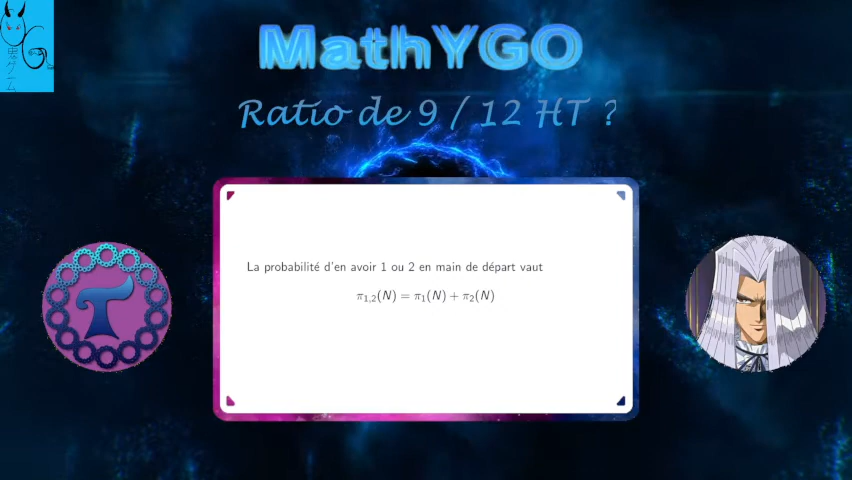 MathYGO
Ratio de 9 / 12 HT ?
La probabilité d'en avoir 1 ou 2 en main de départ vaut
π₁,₂(N) = π₁(N) + π₂(N)